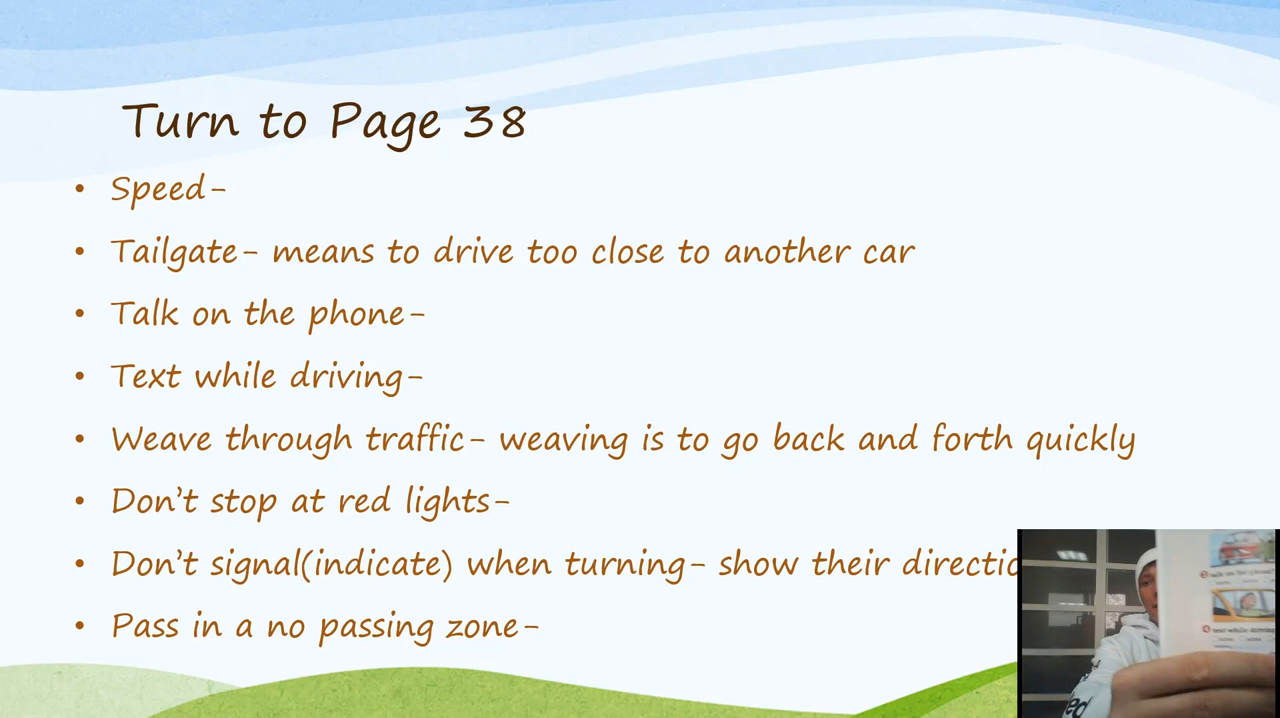 Turn to Page 38
• Speed-
• Tailgate- means to drive too close to another car
• Talk on the phone-
• Text while driving-
• Weave through traffic- weaving is to go back and forth quickly
• Don't stop at red lights-
• Don't signal(indicate) when turning- show their directio
• Pass in a no passing zone-